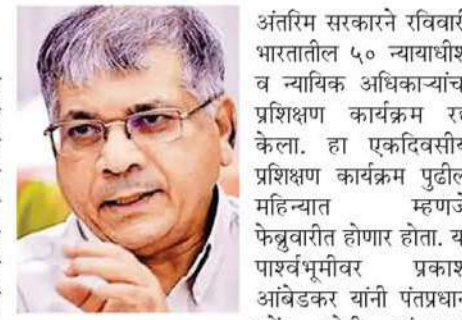 अंतरिम सरकारने रविवारी
भारतातील ५० न्यायाधीश
व न्यायिक अधिकाऱ्यांचा
प्रशिक्षण कार्यक्रम रद्द
केला. हा एकदिवसीय
प्रशिक्षण कार्यक्रम पुढील
महिन्यात म्हणजे
फेब्रुवारीत होणार होता. या
पार्श्वभूमीवर प्रकाश
आंबेडकर यांनी पंतप्रधान